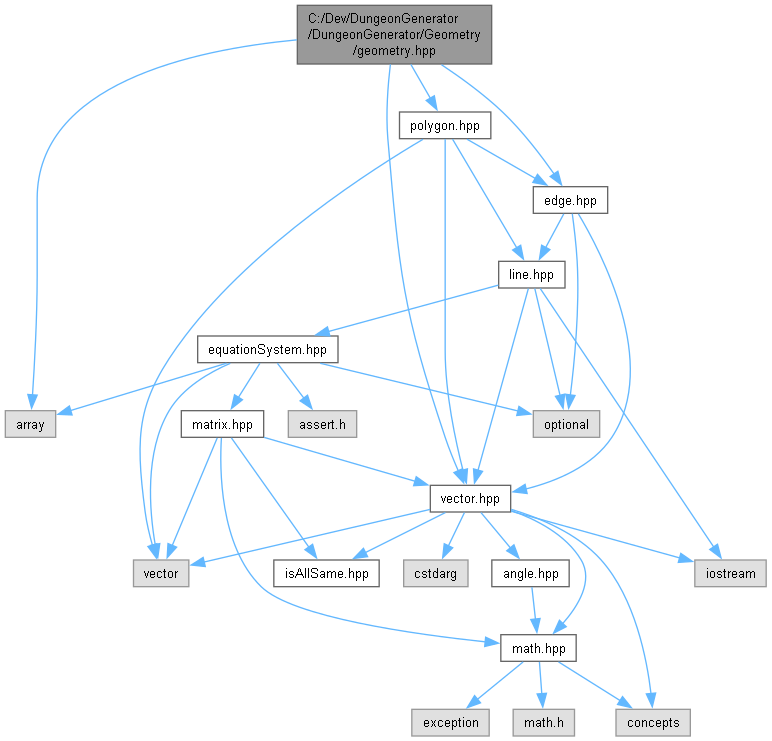 C:/Dev/DungeonGenerator
/DungeonGenerator/Geometry
/geometry.hpp
polygon.hpp
edge.hpp
line.hpp
equationSystem.hpp
array
matrix.hpp
assert.h
optional
vector.hpp
vector
isAllSame.hpp
cstdarg
angle.hpp
iostream
math.hpp
exception
math.h
concepts